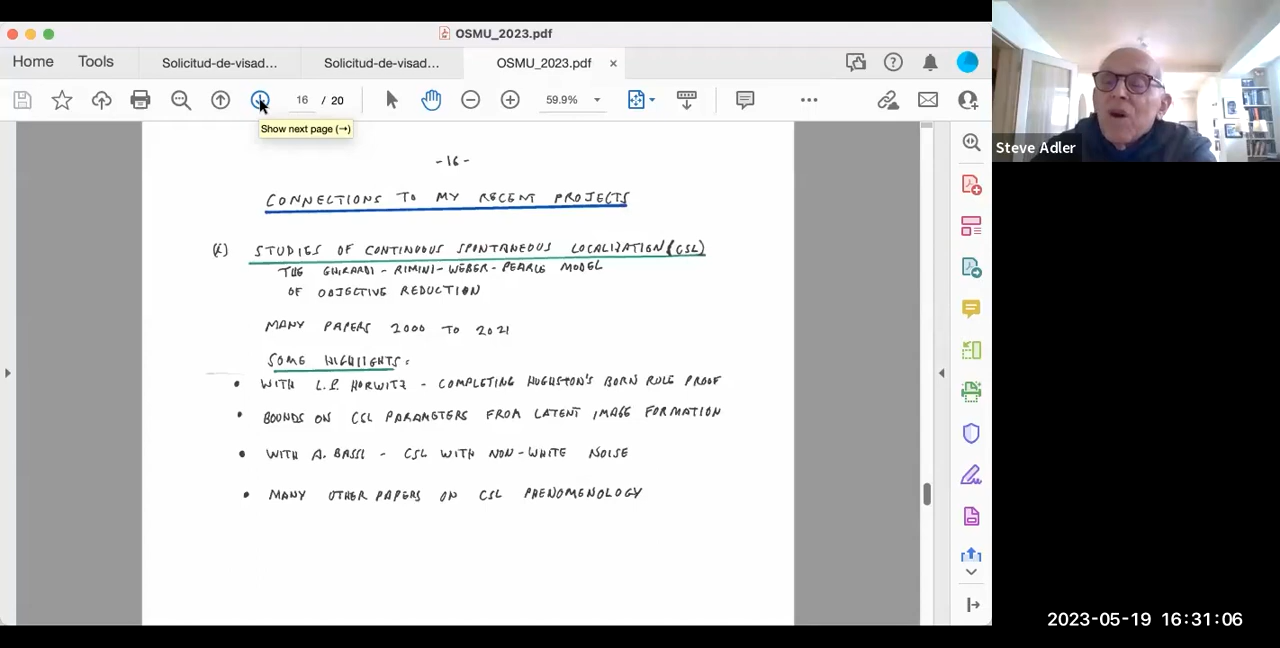 OSMU_2023.pdf
Home Tools Solicitud-de-visad... Solicitud-de-visad... OSMU_2023.pdf ×
16 / 20 59.9%
Show next page (→)
Steve Adler
-16-
CONNECTIONS TO MY RECENT PROJECTS
STUDIES OF CONTINUOUS SPONTANEOUS LOCALIZATION (CSL)
THE GHIRARDI - RIMINI - WEBER - PEARLE MODEL
OF OBJECTIVE REDUCTION
MANY PAPERS 2000 TO 2021
SOME HIGHLIGHTS:
• WITH L.P. HORWITZ - COMPLETING HUGHSTON'S BORN RULE PROOF
• BOUNDS ON CSL PARAMETERS FROM LATENT IMAGE FORMATION
• WITH A. BASSI - CSL WITH NON-WHITE NOISE
• MANY OTHER PAPERS ON CSL PHENOMENOLOGY
2023-05-19 16:31:06